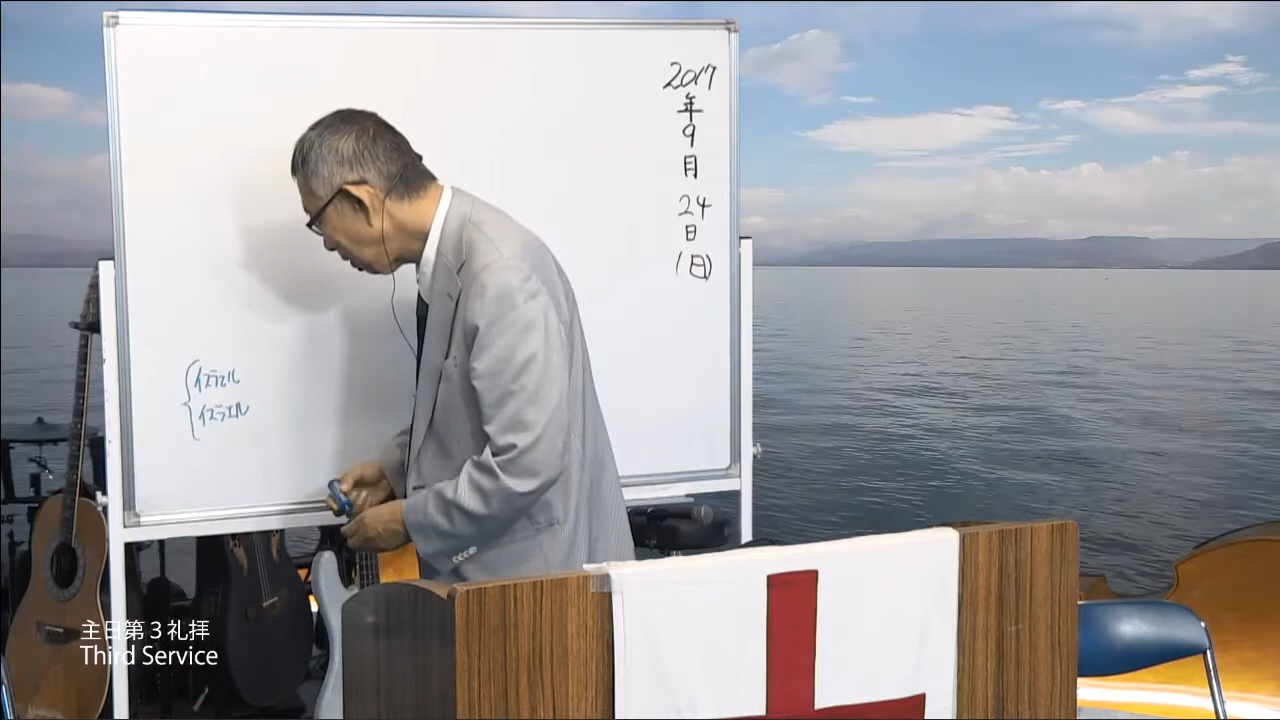 2017
年
9
月
24
日
(日)
イズラエル
イスラエル
主日第３礼拝
Third Service